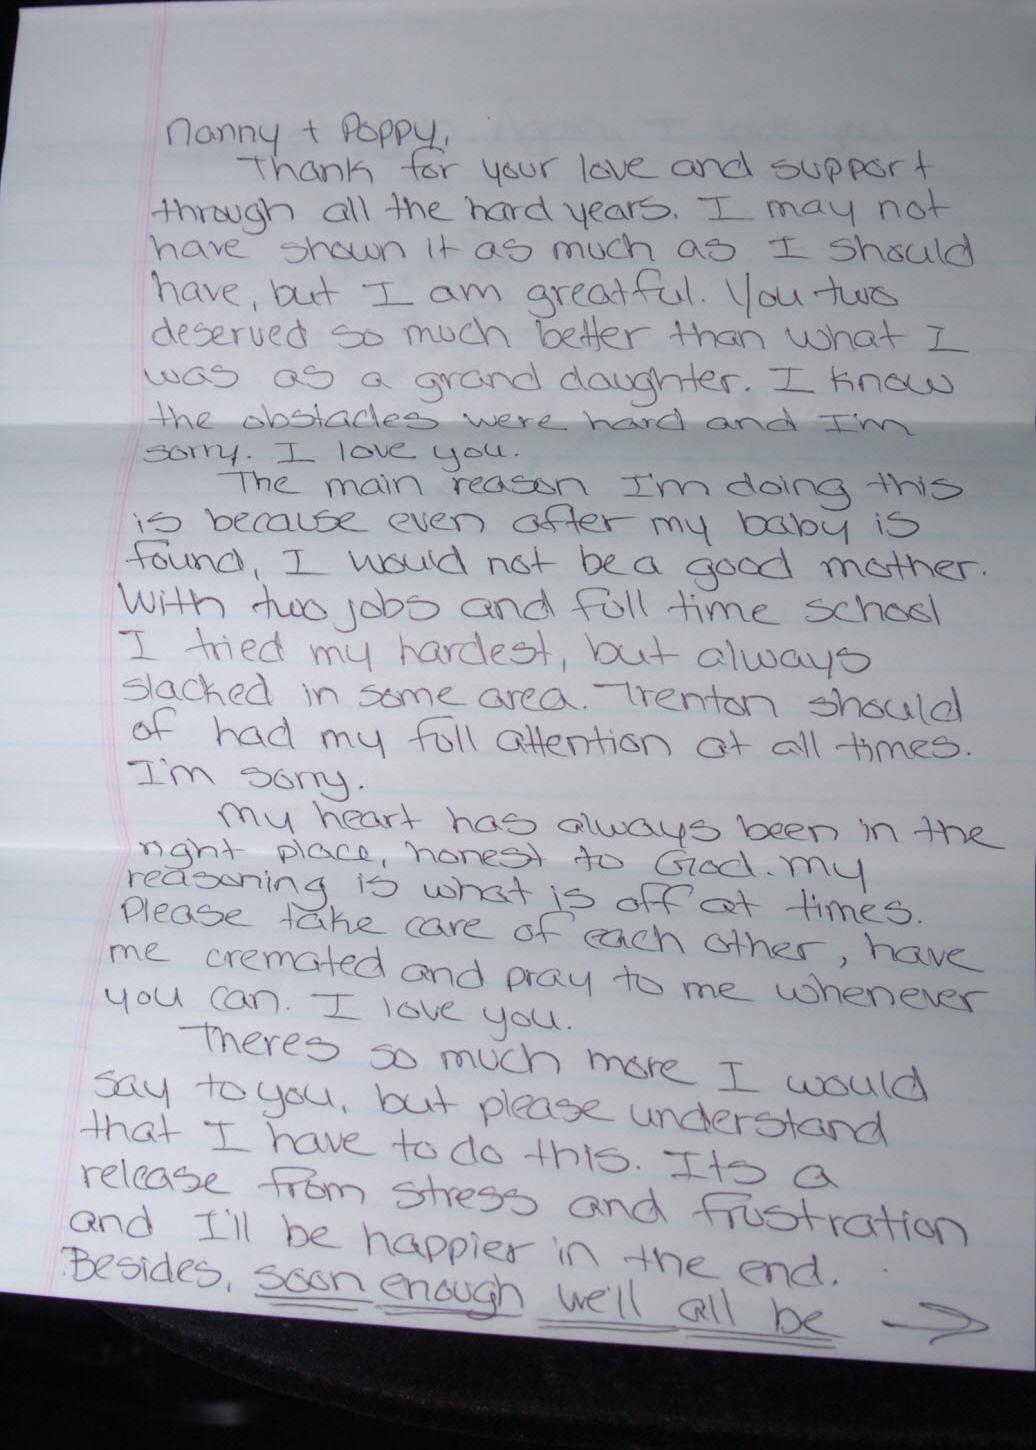 Nanny + Poppy,
Thank for your love and support
through all the hard years. I may not
have shown it as much as I should
have, but I am greatful. You two
deserved so much better than what I
was as a grand daughter. I know
the obstacles were hard and I'm
sorry. I love you.
The main reason I'm doing this
is because even after my baby is
found, I would not be a good mother.
With two jobs and full time school
I tried my hardest, but always
slacked in some area. Trenton should
of had my full attention at all times.
I'm sorry.
My heart has always been in the
right place, honest to God. My
reasoning is what is off at times.
Please take care of each other, have
me cremated and pray to me whenever
you can. I love you.
Theres so much more I would
say to you, but please understand
that I have to do this. Its a
release from stress and frustration
and I'll be happier in the end.
Besides, soon enough we'll all be →